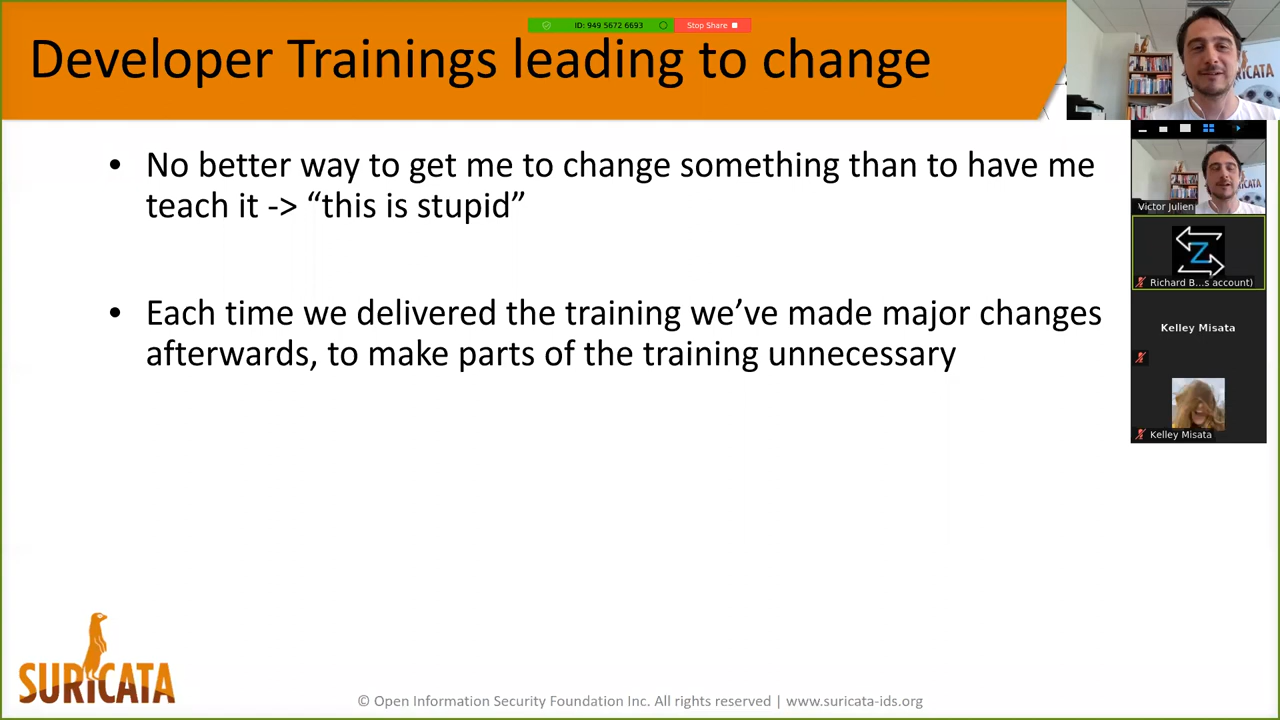 ID: 949 5672 6693
Stop Share
Developer Trainings leading to change
RICATA
No better way to get me to change something than to have me
teach it -> “this is stupid”
ICATA
Victor Julien
Richard B...s account)
Z
Each time we delivered the training we’ve made major changes
afterwards, to make parts of the training unnecessary
Kelley Misata
Kelley Misata
SURICATA
© Open Information Security Foundation Inc. All rights reserved | www.suricata-ids.org